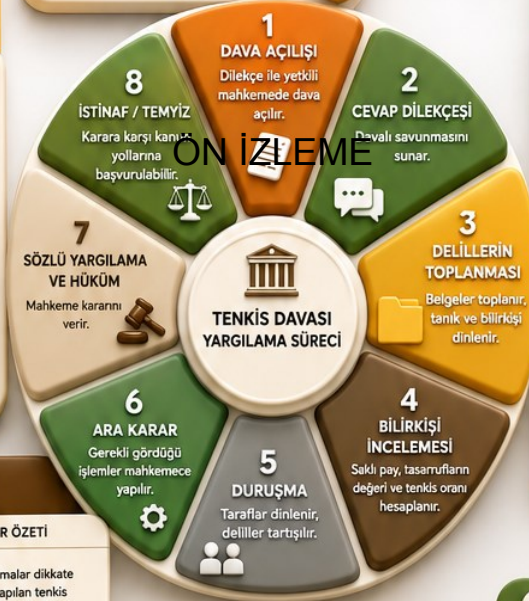 1
DAVA AÇILIŞI
Dilekçe ile yetkili
mahkemede dava
açılır.
2
CEVAP DİLEKÇESİ
Davalı savunmasını
sunar.
3
DELİLLERİN
TOPLANMASI
Belgeler toplanır,
tanık ve bilirkişi
dinlenir.
4
BİLİRKİŞİ
İNCELEMESİ
Saklı pay, tasarrufların
değeri ve tenkis oranı
hesaplanır.
5
DURUŞMA
Taraflar dinlenir,
deliller tartışılır.
6
ARA KARAR
Gerekli gördüğü
işlemler mahkemece
yapılır.
7
SÖZLÜ YARGILAMA
VE HÜKÜM
Mahkeme kararını
verir.
8
İSTİNAF / TEMYİZ
Karara karşı kanun
yollarına
başvurulabilir.
ÖN İZLEME
TENKİS DAVASI
YARGILAMA SÜRECİ
R ÖZETİ
malar dikkate
apılan tenkis